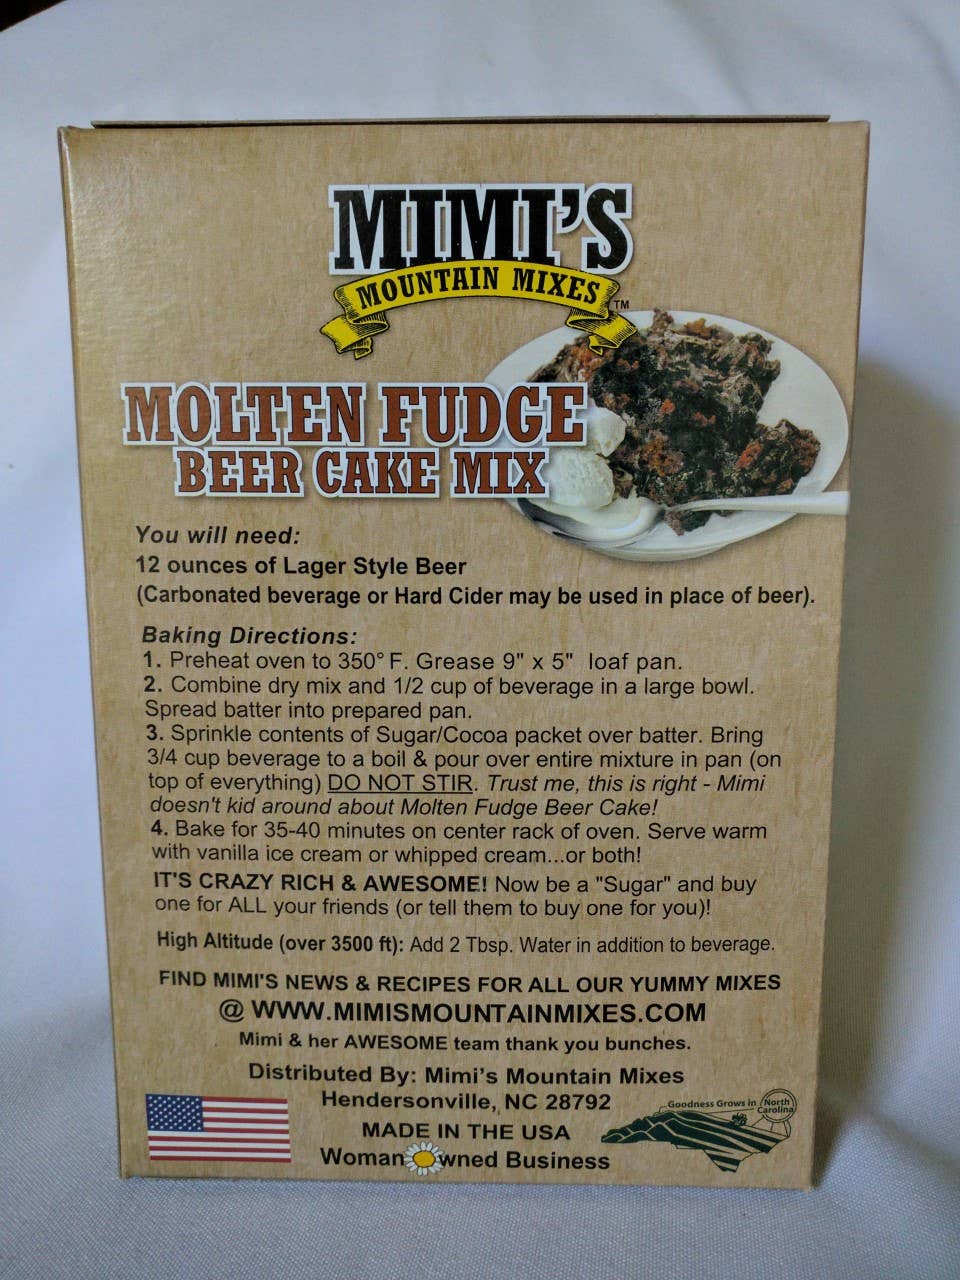 MIMI'S
MOUNTAIN MIXES
TM
MOLTEN FUDGE
BEER CAKE MIX
You will need:
12 ounces of Lager Style Beer
(Carbonated beverage or Hard Cider may be used in place of beer).
Baking Directions:
1. Preheat oven to 350° F. Grease 9" x 5" loaf pan.
2. Combine dry mix and 1/2 cup of beverage in a large bowl.
Spread batter into prepared pan.
3. Sprinkle contents of Sugar/Cocoa packet over batter. Bring
3/4 cup beverage to a boil & pour over entire mixture in pan (on
top of everything) DO NOT STIR. Trust me, this is right - Mimi
doesn't kid around about Molten Fudge Beer Cake!
4. Bake for 35-40 minutes on center rack of oven. Serve warm
with vanilla ice cream or whipped cream...or both!
IT'S CRAZY RICH & AWESOME! Now be a "Sugar" and buy
one for ALL your friends (or tell them to buy one for you)!
High Altitude (over 3500 ft): Add 2 Tbsp. Water in addition to beverage.
FIND MIMI'S NEWS & RECIPES FOR ALL OUR YUMMY MIXES
@ WWW.MIMISMOUNTAINMIXES.COM
Mimi & her AWESOME team thank you bunches.
Distributed By: Mimi's Mountain Mixes
Hendersonville, NC 28792
MADE IN THE USA
Woman Owned Business
Goodness Grows in North
Carolina